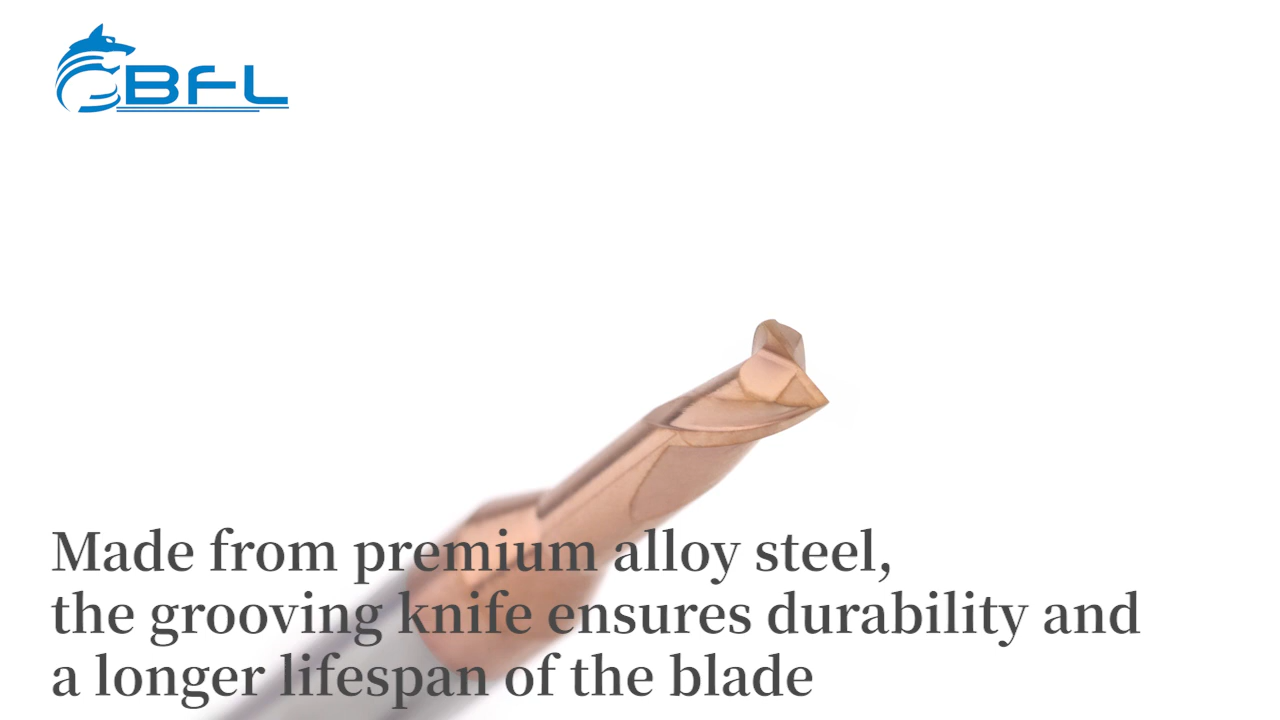 BFL
Made from premium alloy steel,
the grooving knife ensures durability and
a longer lifespan of the blade